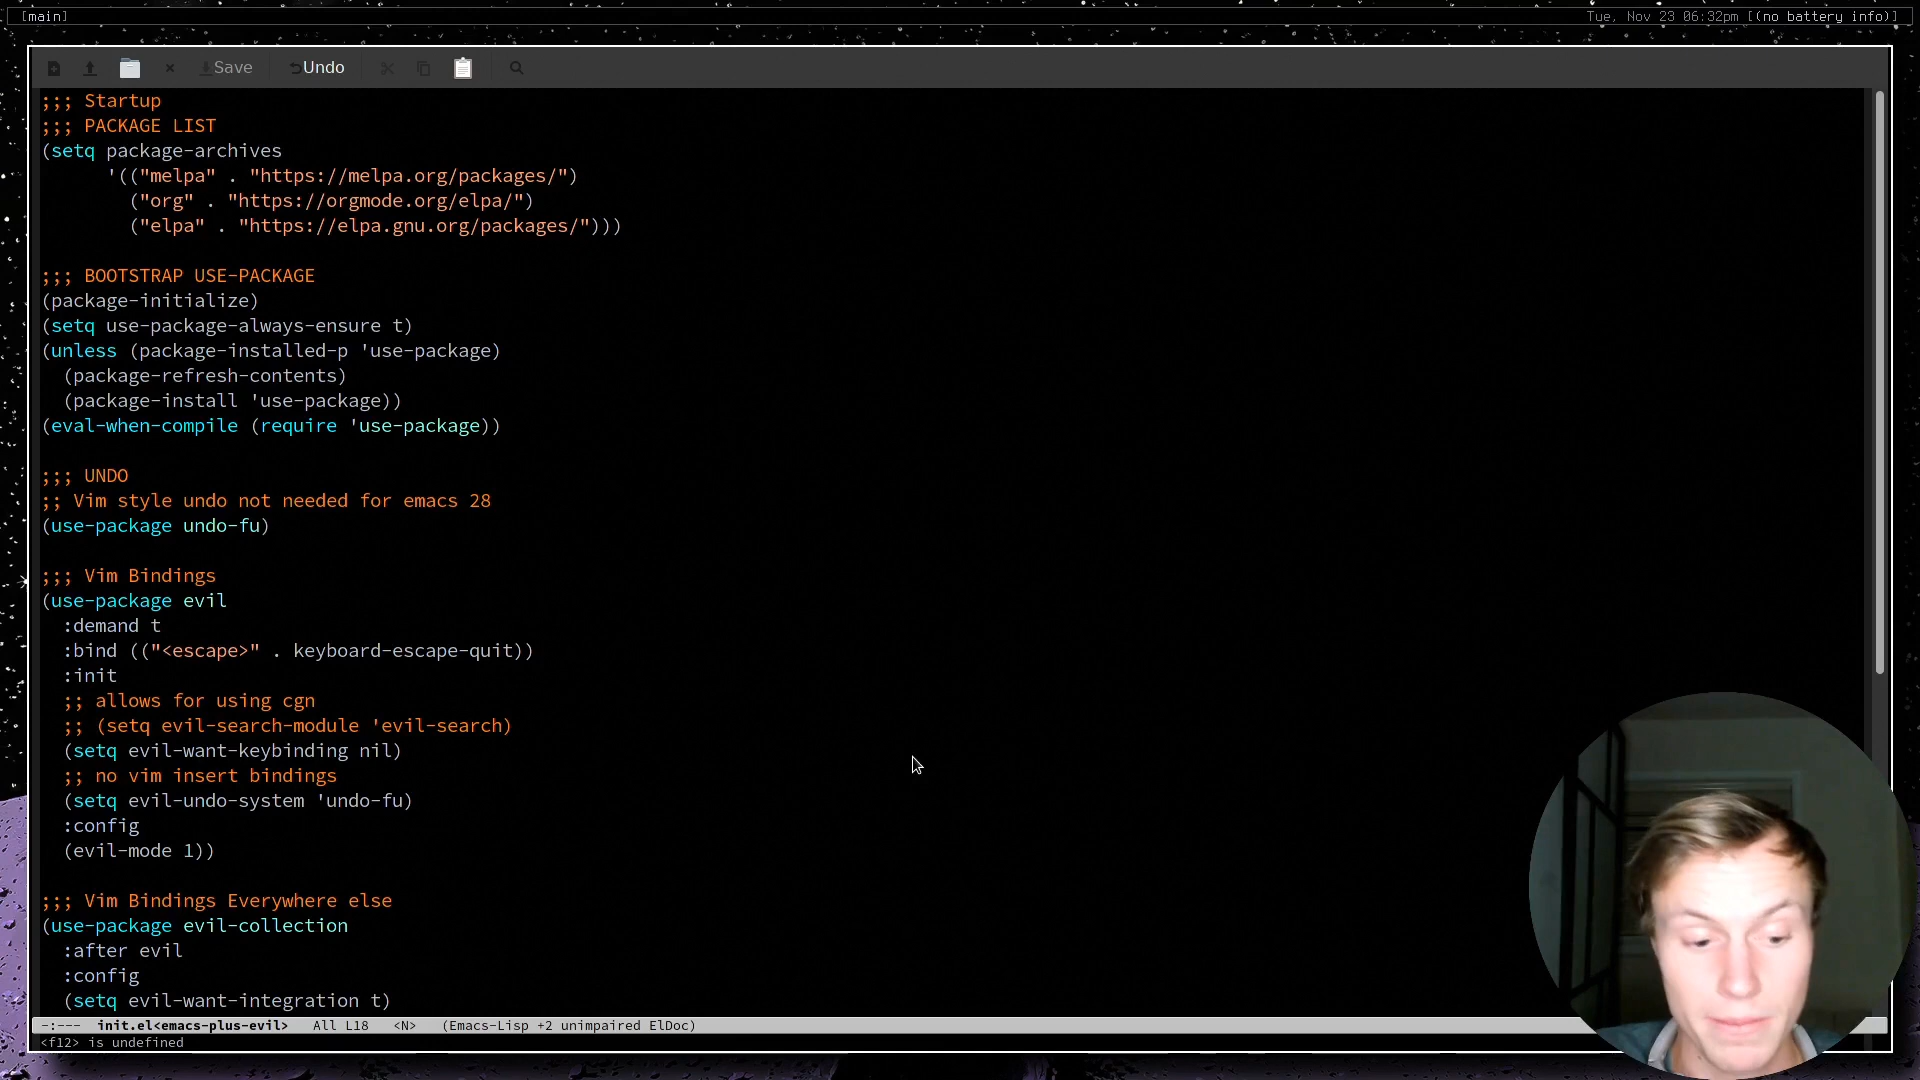 [main]
Tue, Nov 23 06:32pm [(no battery info)]
Save Undo
;;; Startup
;;; PACKAGE LIST
(setq package-archives
      '(("melpa" . "https://melpa.org/packages/")
        ("org" . "https://orgmode.org/elpa/")
        ("elpa" . "https://elpa.gnu.org/packages/")))
;;; BOOTSTRAP USE-PACKAGE
(package-initialize)
(setq use-package-always-ensure t)
(unless (package-installed-p 'use-package)
  (package-refresh-contents)
  (package-install 'use-package))
(eval-when-compile (require 'use-package))
;;; UNDO
;; Vim style undo not needed for emacs 28
(use-package undo-fu)
;;; Vim Bindings
(use-package evil
  :demand t
  :bind (("<escape>" . keyboard-escape-quit))
  :init
  ;; allows for using cgn
  ;; (setq evil-search-module 'evil-search)
  (setq evil-want-keybinding nil)
  ;; no vim insert bindings
  (setq evil-undo-system 'undo-fu)
  :config
  (evil-mode 1))
;;; Vim Bindings Everywhere else
(use-package evil-collection
  :after evil
  :config
  (setq evil-want-integration t)
-:--- init.el<emacs-plus-evil> All L18 <N> (Emacs-Lisp +2 unimpaired ElDoc)
<f12> is undefined